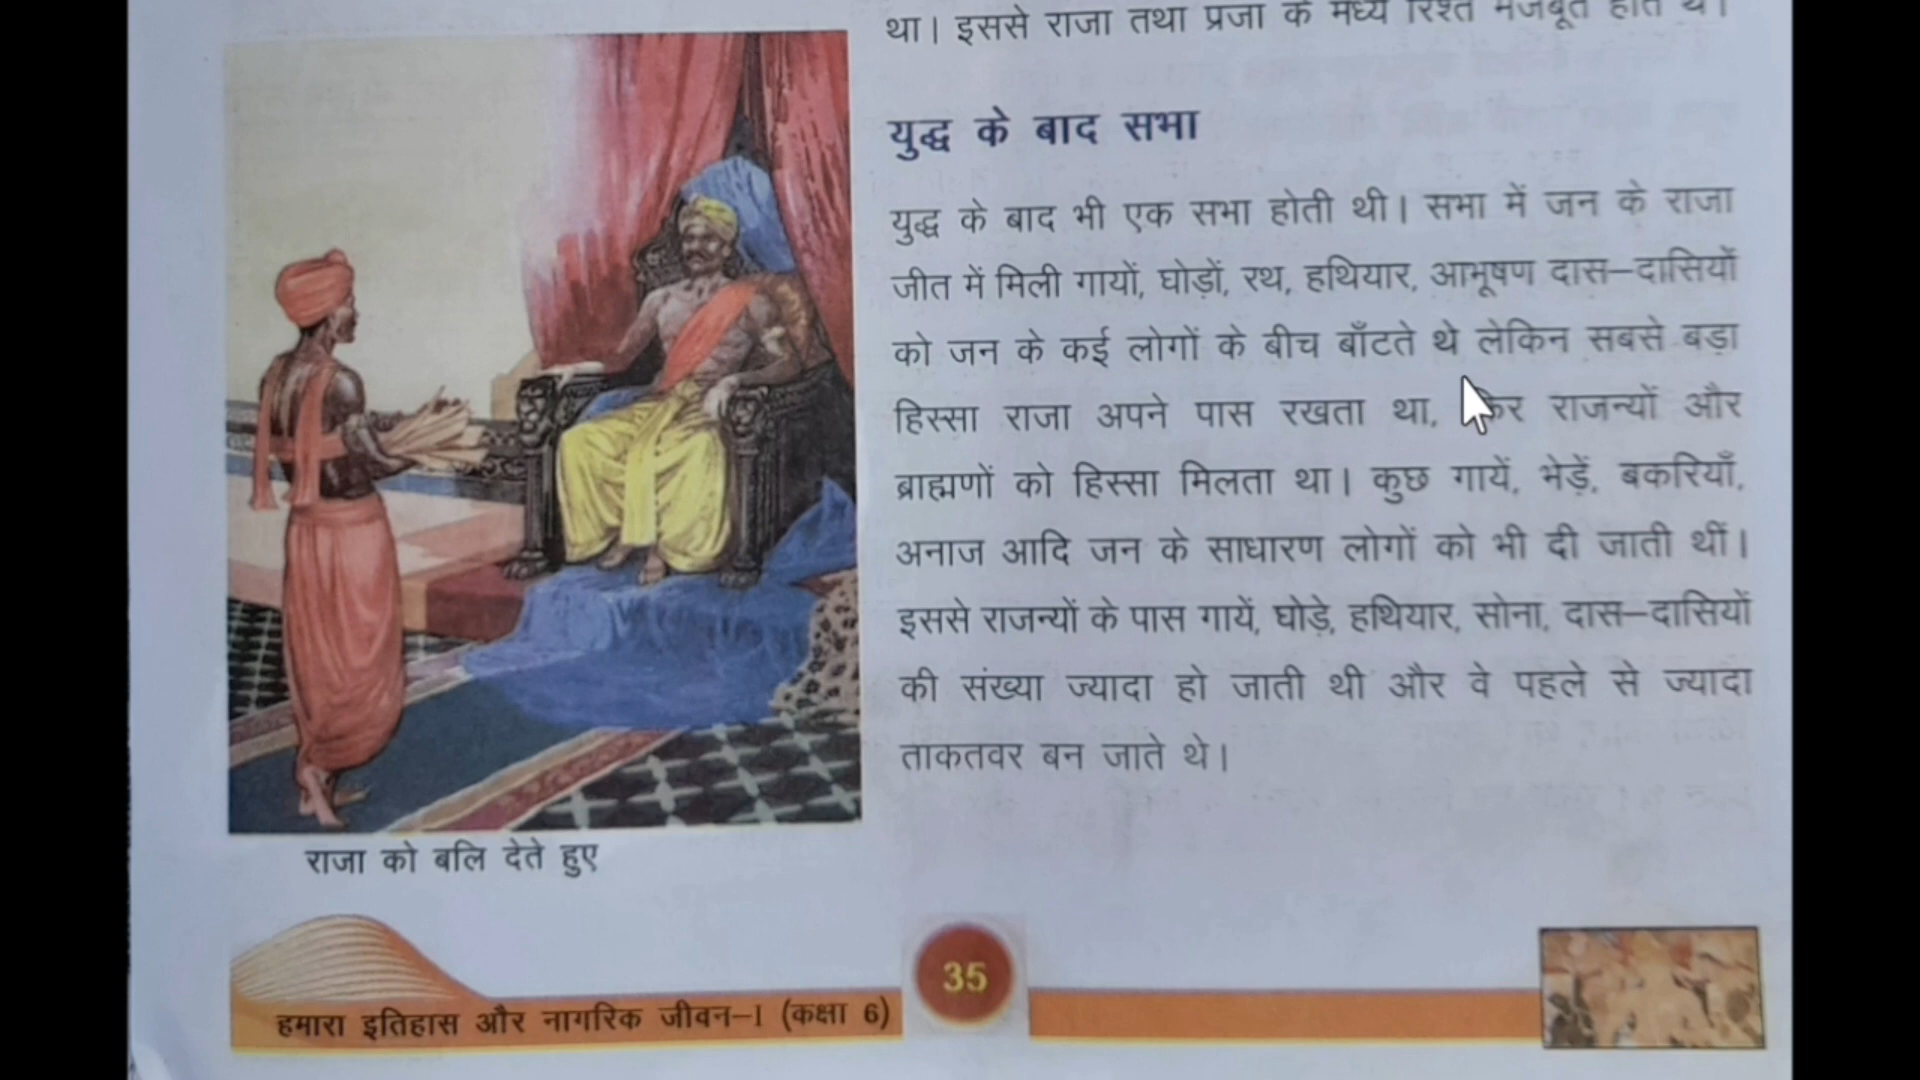 था। इससे राजा तथा प्रजा के मध्य रिश्ते मजबूत होते थे।
युद्ध के बाद सभा
युद्ध के बाद भी एक सभा होती थी। सभा में जन के राजा
जीत में मिली गायों, घोड़ों, रथ, हथियार, आभूषण दास–दासियों
को जन के कई लोगों के बीच बाँटते थे लेकिन सबसे बड़ा
हिस्सा राजा अपने पास रखता था, राजन्यों और
ब्राह्मणों को हिस्सा मिलता था। कुछ गायें, भेड़ें, बकरियाँ,
अनाज आदि जन के साधारण लोगों को भी दी जाती थीं।
इससे राजन्यों के पास गायें, घोड़े, हथियार, सोना, दास–दासियों
की संख्या ज्यादा हो जाती थी और वे पहले से ज्यादा
ताकतवर बन जाते थे।
राजा को बलि देते हुए
हमारा इतिहास और नागरिक जीवन–I (कक्षा 6)
35